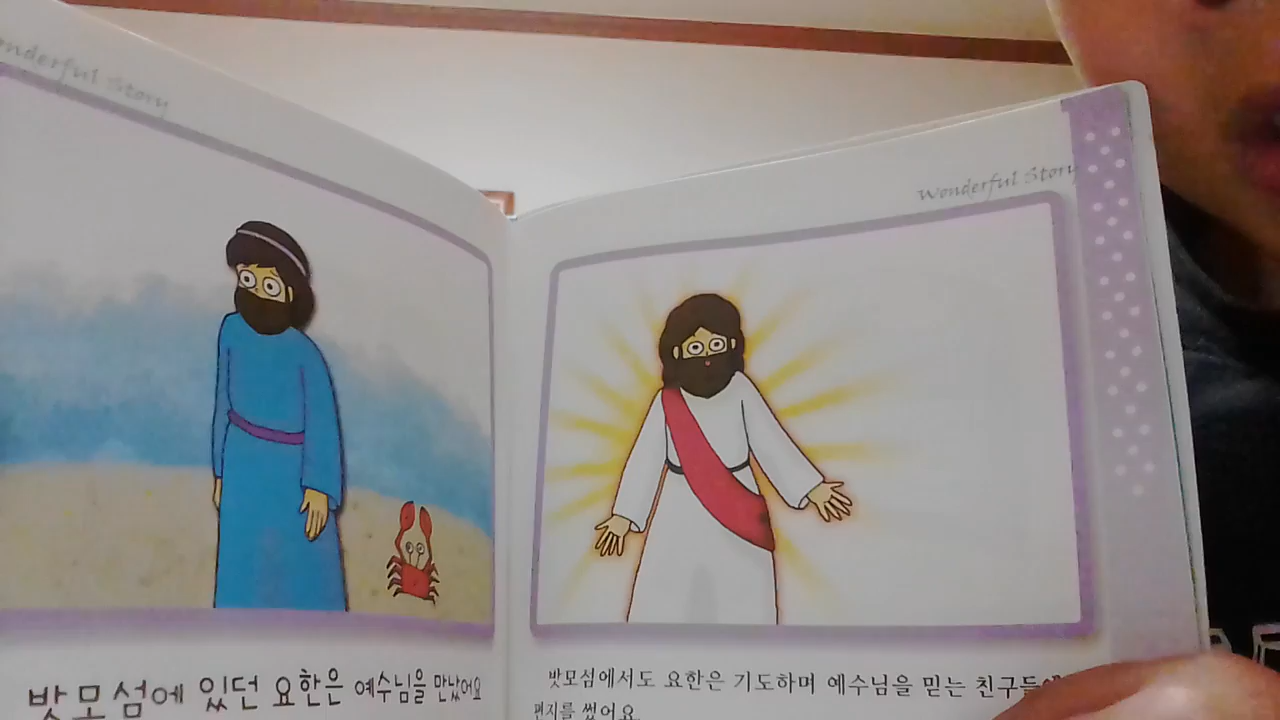 Wonderful Story
밧모섬에 있던 요한은 예수님을 만났어요
Wonderful Story
밧모섬에서도 요한은 기도하며 예수님을 믿는 친구들에게
편지를 썼어요